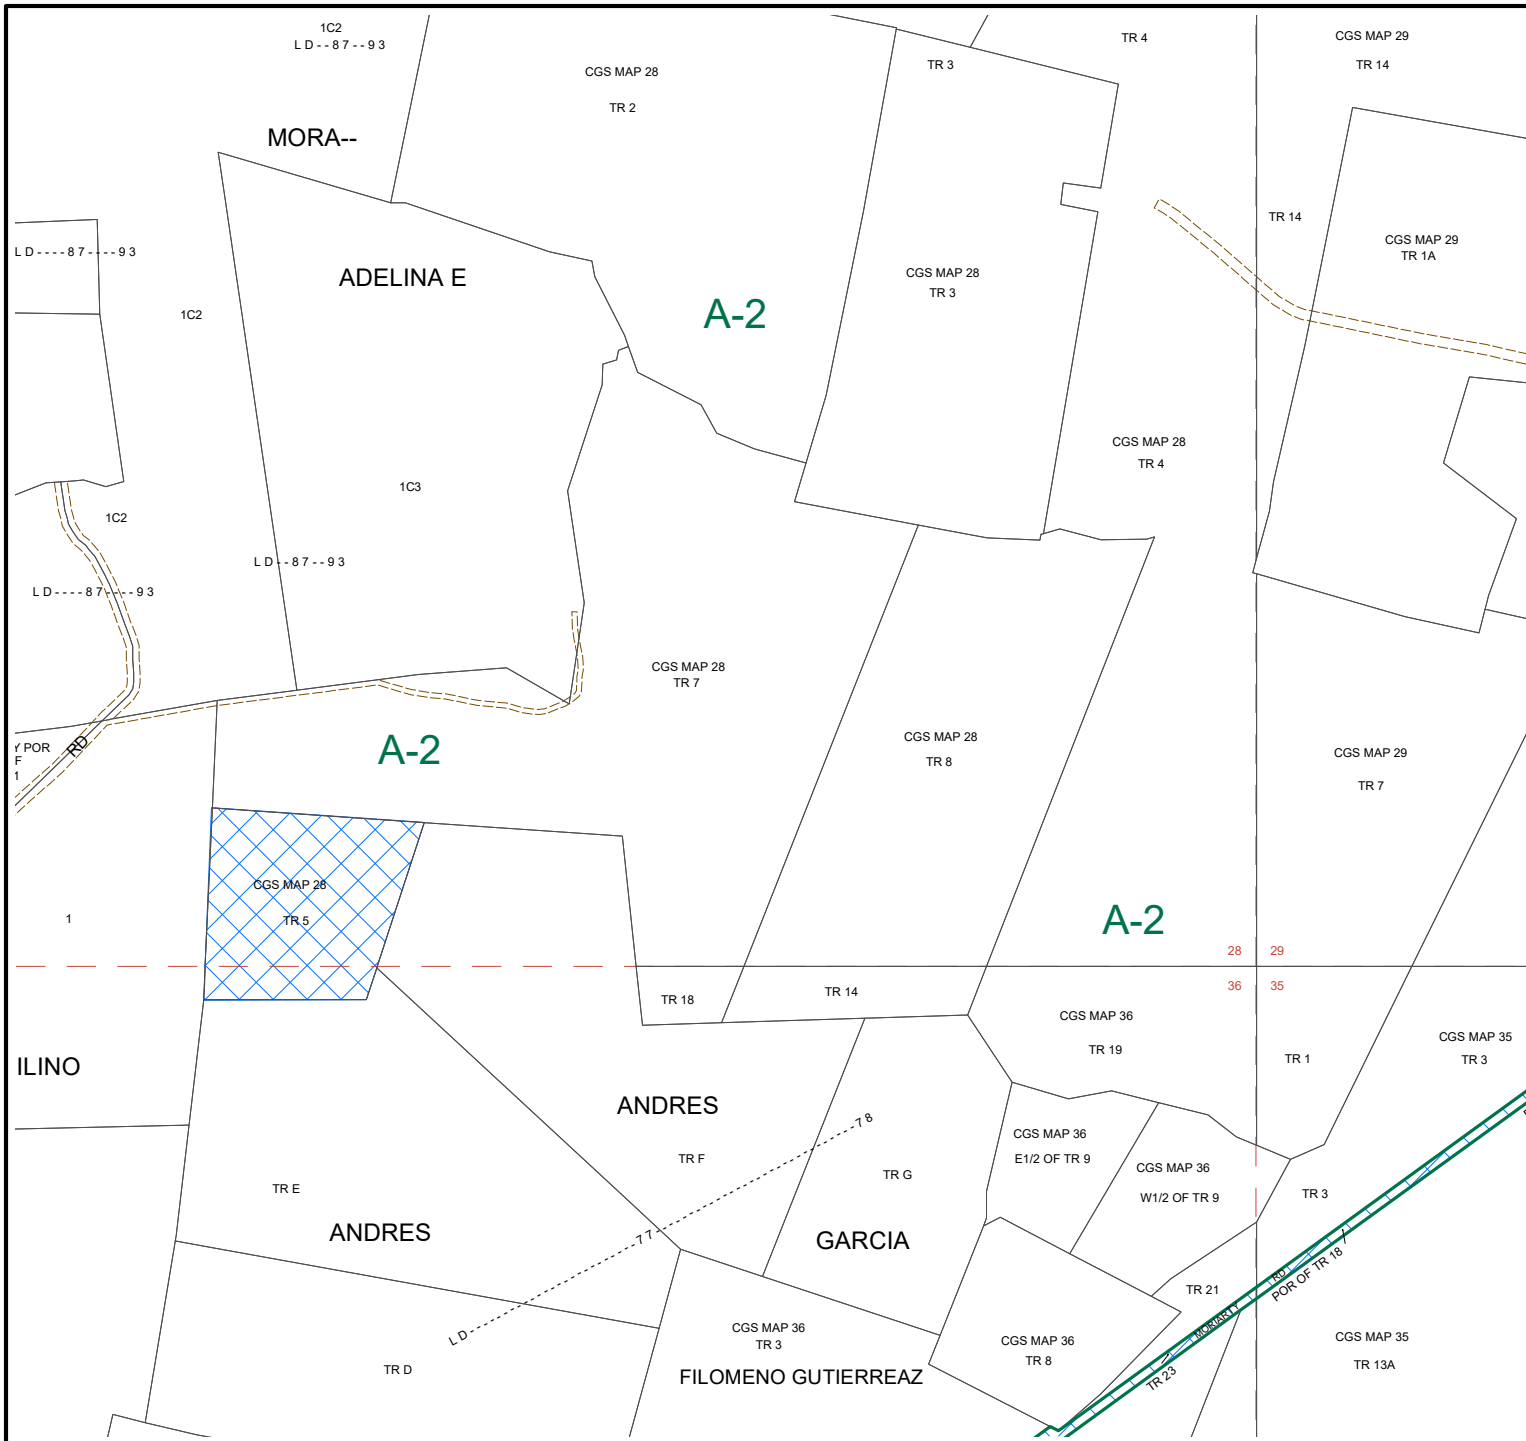 1C2
L D - - 8 7 - - 9 3
MORA--
CGS MAP 28
TR 2
TR 3
TR 4
CGS MAP 29
TR 14
L D - - - - 8 7 - - - - 9 3
1C2
ADELINA E
A-2
CGS MAP 28
TR 3
TR 14
CGS MAP 29
TR 1A
CGS MAP 28
TR 4
1C3
1C2
L D - - 8 7 - - 9 3
L D - - - - 8 7 - - - - 9 3
CGS MAP 28
TR 7
Y POR
F
1
RD
A-2
CGS MAP 28
TR 8
CGS MAP 29
TR 7
CGS MAP 28
TR 5
1
A-2
28
29
36
35
TR 18
TR 14
CGS MAP 36
TR 19
TR 1
CGS MAP 35
TR 3
ILINO
ANDRES
7 8
CGS MAP 36
E1/2 OF TR 9
CGS MAP 36
W1/2 OF TR 9
TR E
TR F
TR G
TR 3
ANDRES
7 7
GARCIA
RD
POR OF TR 18
TR 21
L D
CGS MAP 36
TR 3
MORIARTY
CGS MAP 36
TR 8
CGS MAP 35
TR 13A
TR D
FILOMENO GUTIERREAZ
TR 23